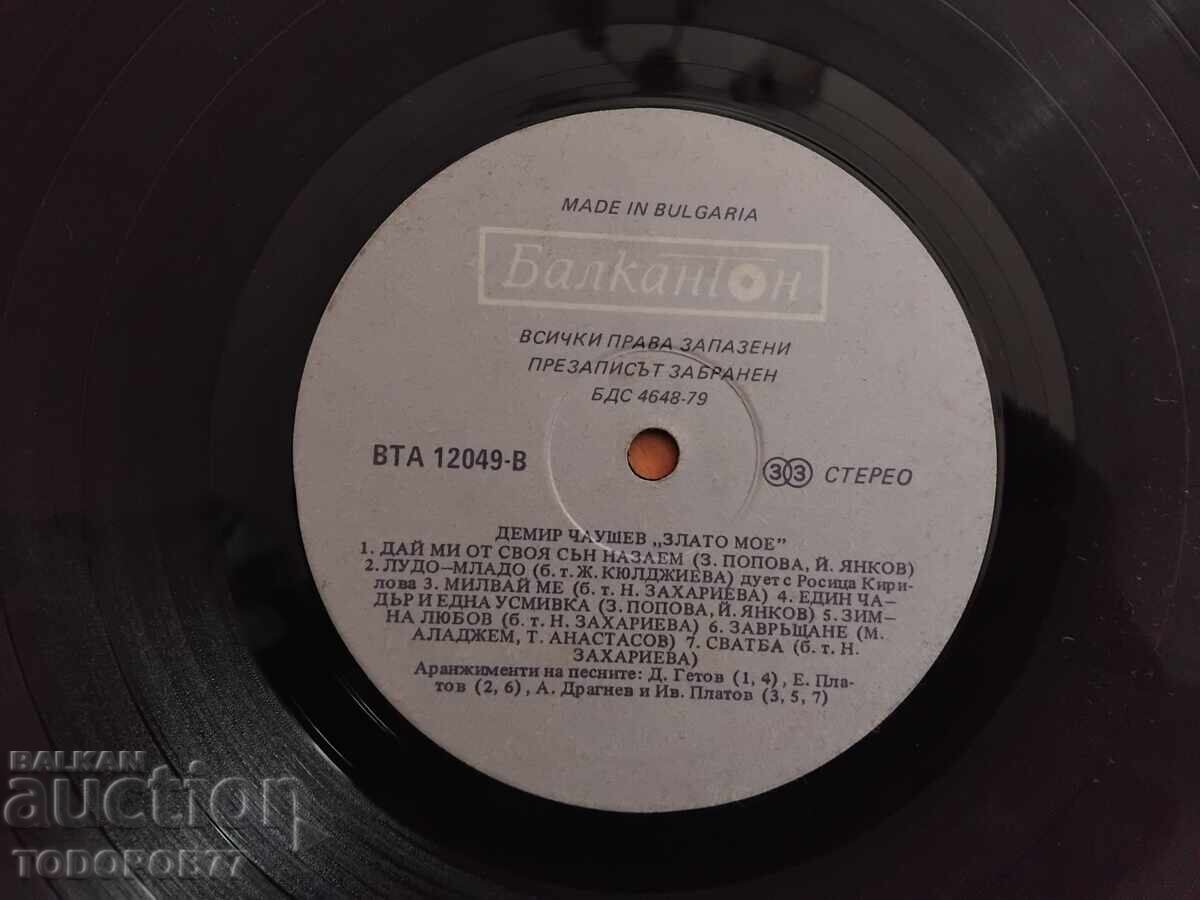 MADE IN BULGARIA
Балкантон
ВСИЧКИ ПРАВА ЗАПАЗЕНИ
ПРЕЗАПИСЪТ ЗАБРАНЕН
БДС 4648-79
ВТА 12049-В
33 СТЕРЕО
ДЕМИР ЧАУШЕВ „ЗЛАТО МОЕ”
1. ДАЙ МИ ОТ СВОЯ СЪН НАЗАЕМ (З. ПОПОВА, Й. ЯНКОВ)
2. ЛУДО—МЛАДО (б. т. Ж. КЮЛДЖИЕВА) дует с Росица Кири-
лова 3. МИЛВАЙ МЕ (б. т. Н. ЗАХАРИЕВА) 4. ЕДИН ЧА-
ДЪР И ЕДНА УСМИВКА (З. ПОПОВА, Й. ЯНКОВ) 5. ЗИМ-
НА ЛЮБОВ (б. т. Н. ЗАХАРИЕВА) 6. ЗАВРЪЩАНЕ (М.
АЛАДЖЕМ, Т. АНАСТАСОВ) 7. СВАТБА (б. т. Н.
ЗАХАРИЕВА)
Аранжименти на песните: Д. Гетов (1, 4) , Е. Пла-
тов (2, 6) , А. Драгнев и Ив. Платов (3, 5, 7)
BALKAN
auction
TODOROB77